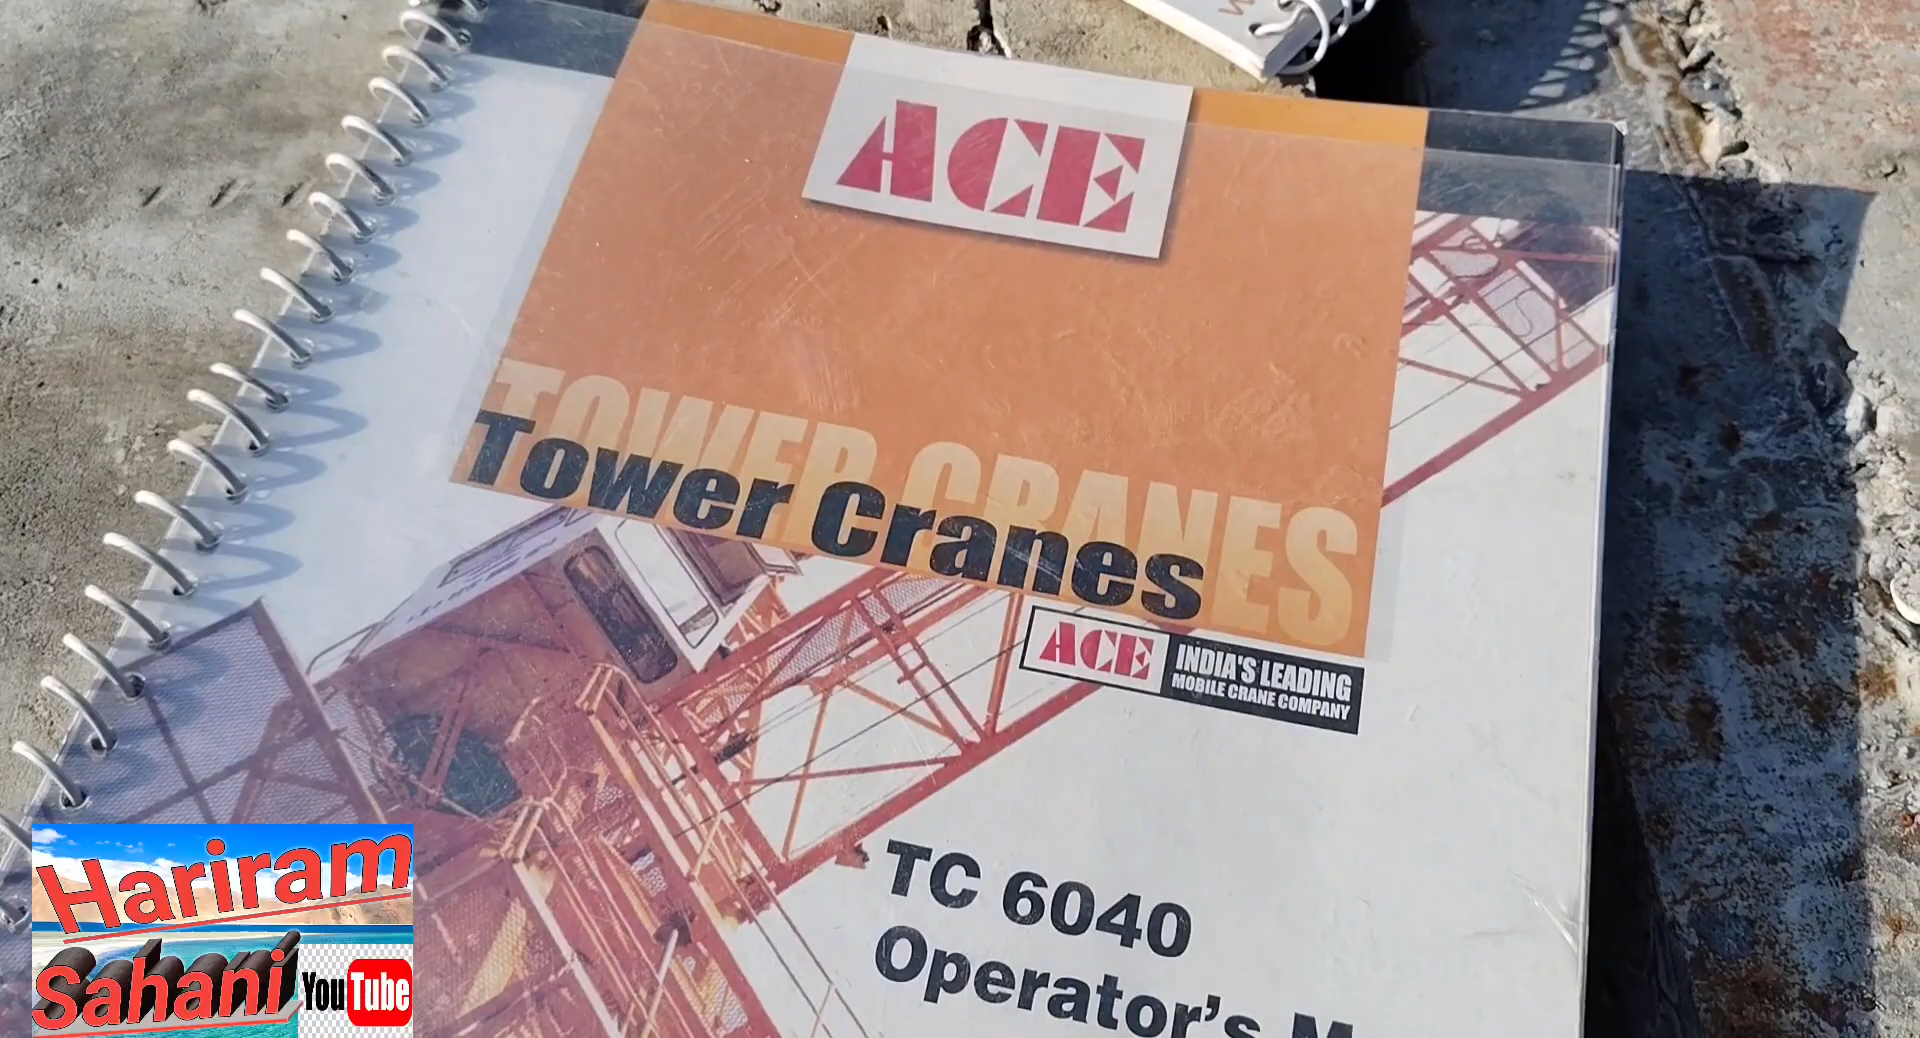 ACE
TOWER CRANES
Tower Cranes
ACE
INDIA'S LEADING
MOBILE CRANE COMPANY
TC 6040
Operator's
Hariram
Sahani
YouTube